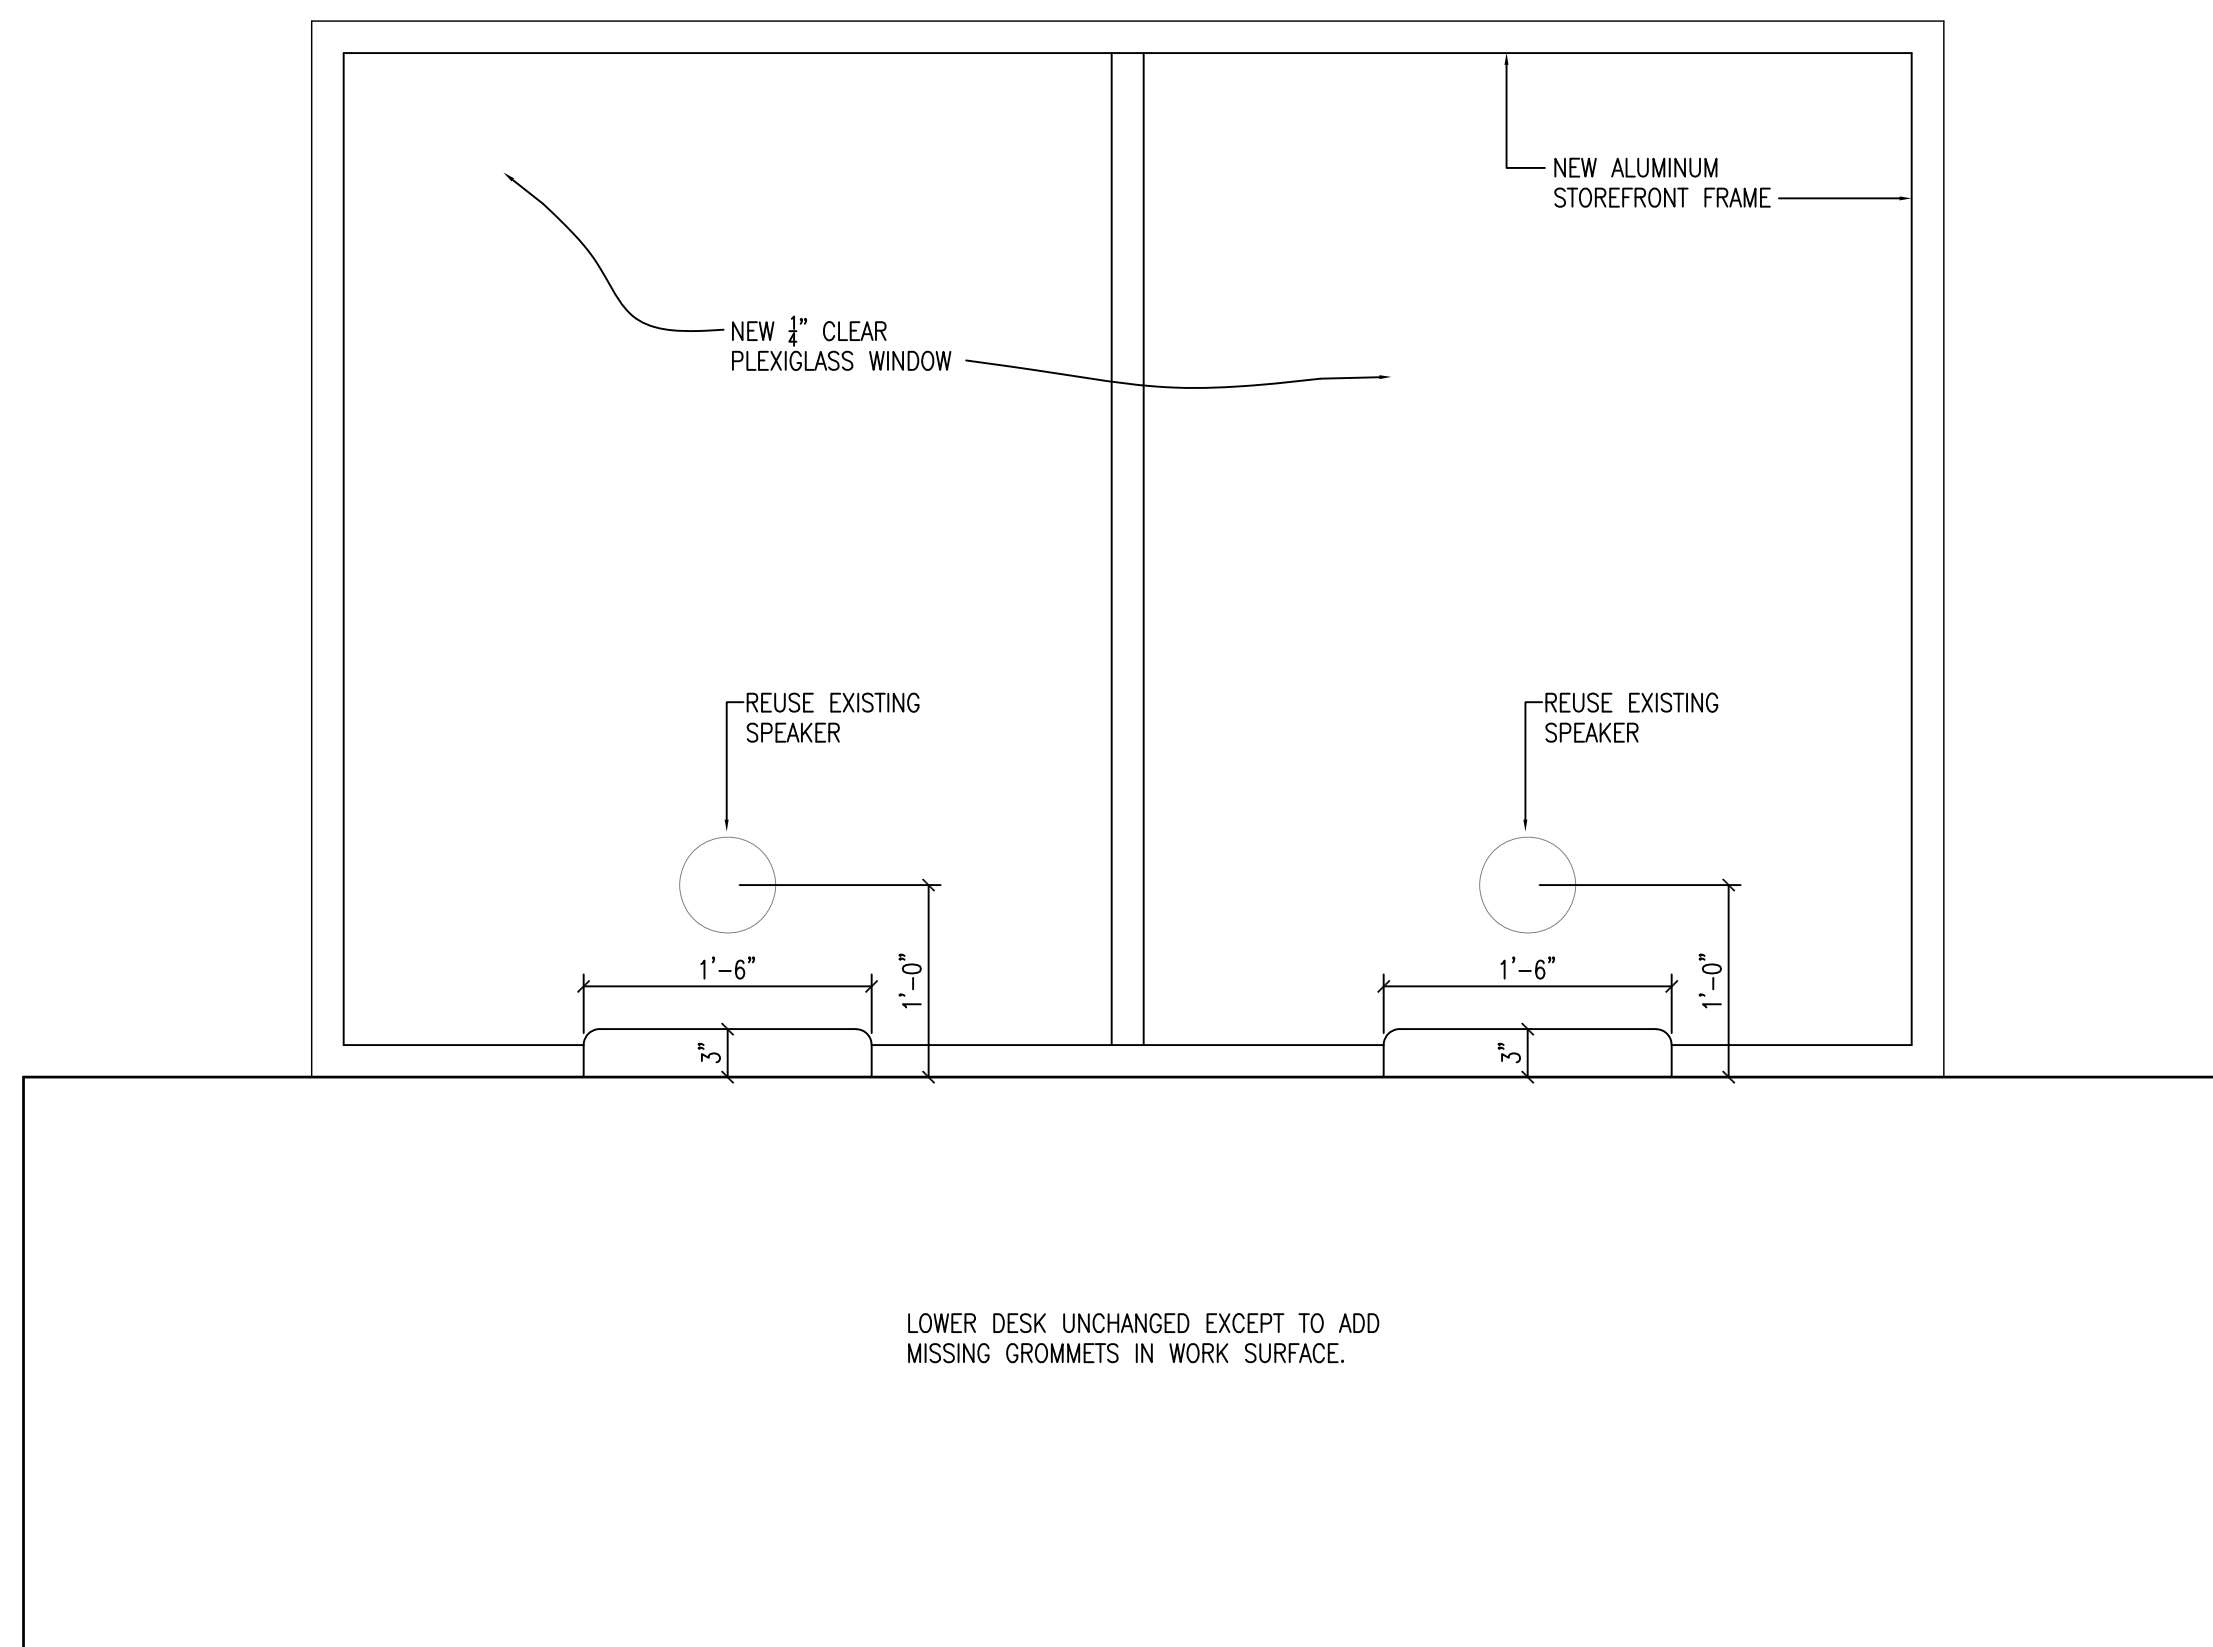 NEW ALUMINUM
STOREFRONT FRAME
NEW 1/4" CLEAR
PLEXIGLASS WINDOW
REUSE EXISTING
SPEAKER
REUSE EXISTING
SPEAKER
1'-6"
1'-0"
1'-6"
1'-0"
3"
3"
LOWER DESK UNCHANGED EXCEPT TO ADD
MISSING GROMMETS IN WORK SURFACE.